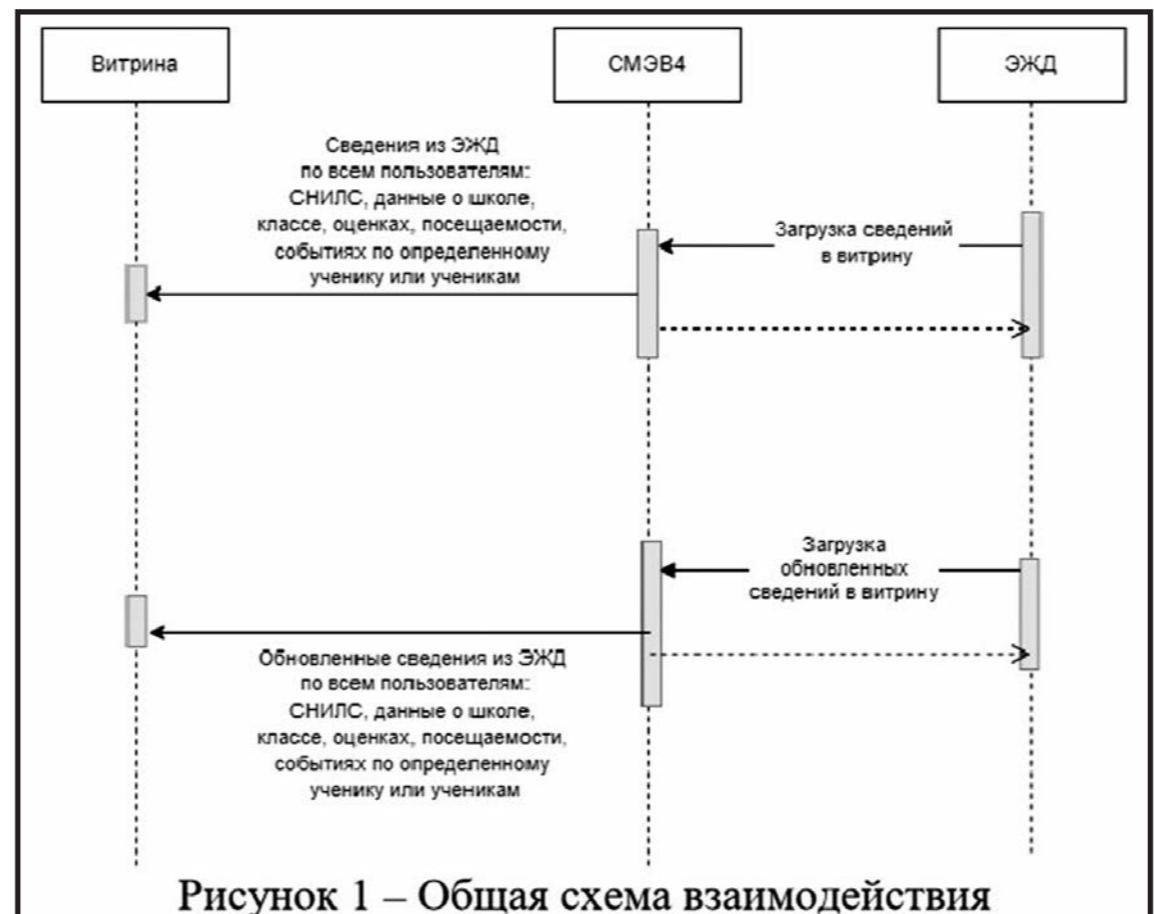 Витрина
СМЭВ4
ЭЖД
Сведения из ЭЖД
по всем пользователям:
СНИЛС, данные о школе,
классе, оценках, посещаемости,
событиях по определенному
ученику или ученикам
Загрузка сведений
в витрину
Загрузка
обновленных
сведений в витрину
Обновленные сведения из ЭЖД
по всем пользователям:
СНИЛС, данные о школе,
классе, оценках, посещаемости,
событиях по определенному
ученику или ученикам
Рисунок 1 – Общая схема взаимодействия